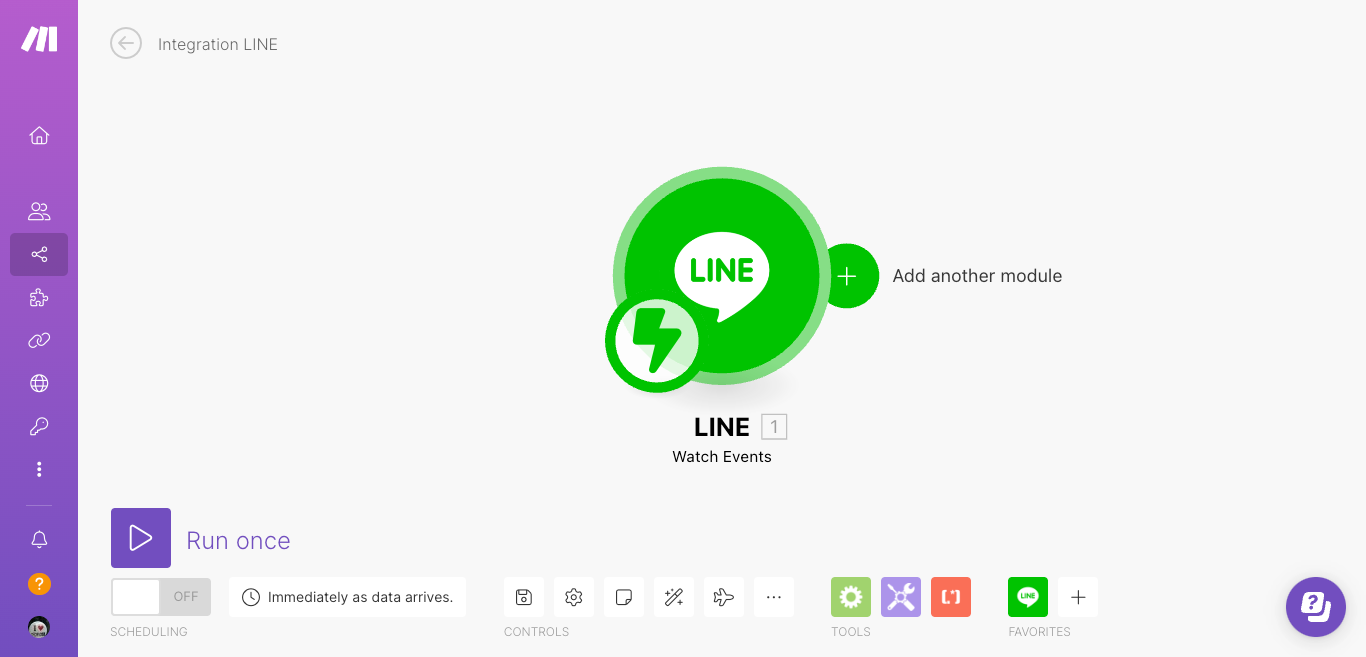 Integration LINE
LINE
Add another module
LINE 1
Watch Events
Run once
OFF
Immediately as data arrives.
LINE
SCHEDULING
CONTROLS
TOOLS
FAVORITES